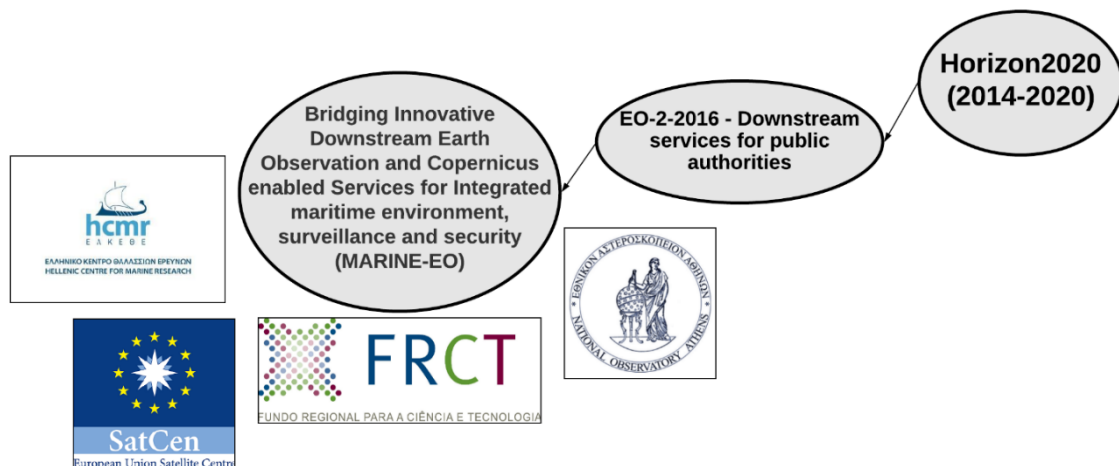 Horizon2020
(2014-2020)
EO-2-2016 - Downstream
services for public
authorities
Bridging Innovative
Downstream Earth
Observation and Copernicus
enabled Services for Integrated
maritime environment,
surveillance and security
(MARINE-EO)
hcmr
ΕΛΚΕΘΕ
ΕΛΛΗΝΙΚΟ ΚΕΝΤΡΟ ΘΑΛΑΣΣΙΩΝ ΕΡΕΥΝΩΝ
HELLENIC CENTRE FOR MARINE RESEARCH
ΕΘΝΙΚΟΝ ΑΣΤΕΡΟΣΚΟΠΕΙΟΝ ΑΘΗΝΩΝ
NATIONAL OBSERVATORY ATHENS
FRCT
FUNDO REGIONAL PARA A CIÊNCIA E TECNOLOGIA
SatCen
European Union Satellite Centre